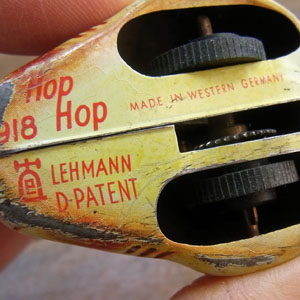 Hop
918 Hop
MADE IN WESTERN GERMANY
LEHMANN
D·PATENT